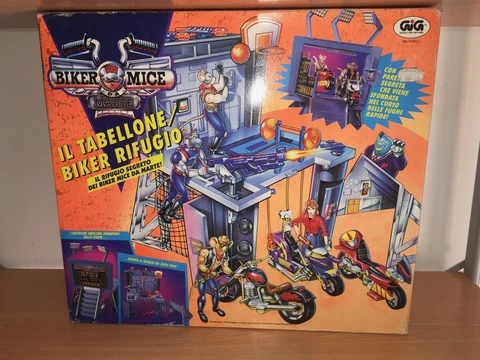 BIKER MICE
DA
MARTE
GiG
IL TABELLONE/
BIKER RIFUGIO
IL RIFUGIO SEGRETO
DEI BIKER MICE DA MARTE!
CON
PARETE
SEGRETA
CHE VIENE
SFONDATA
NEL CORSO
DELLE FUGHE
RAPIDE!